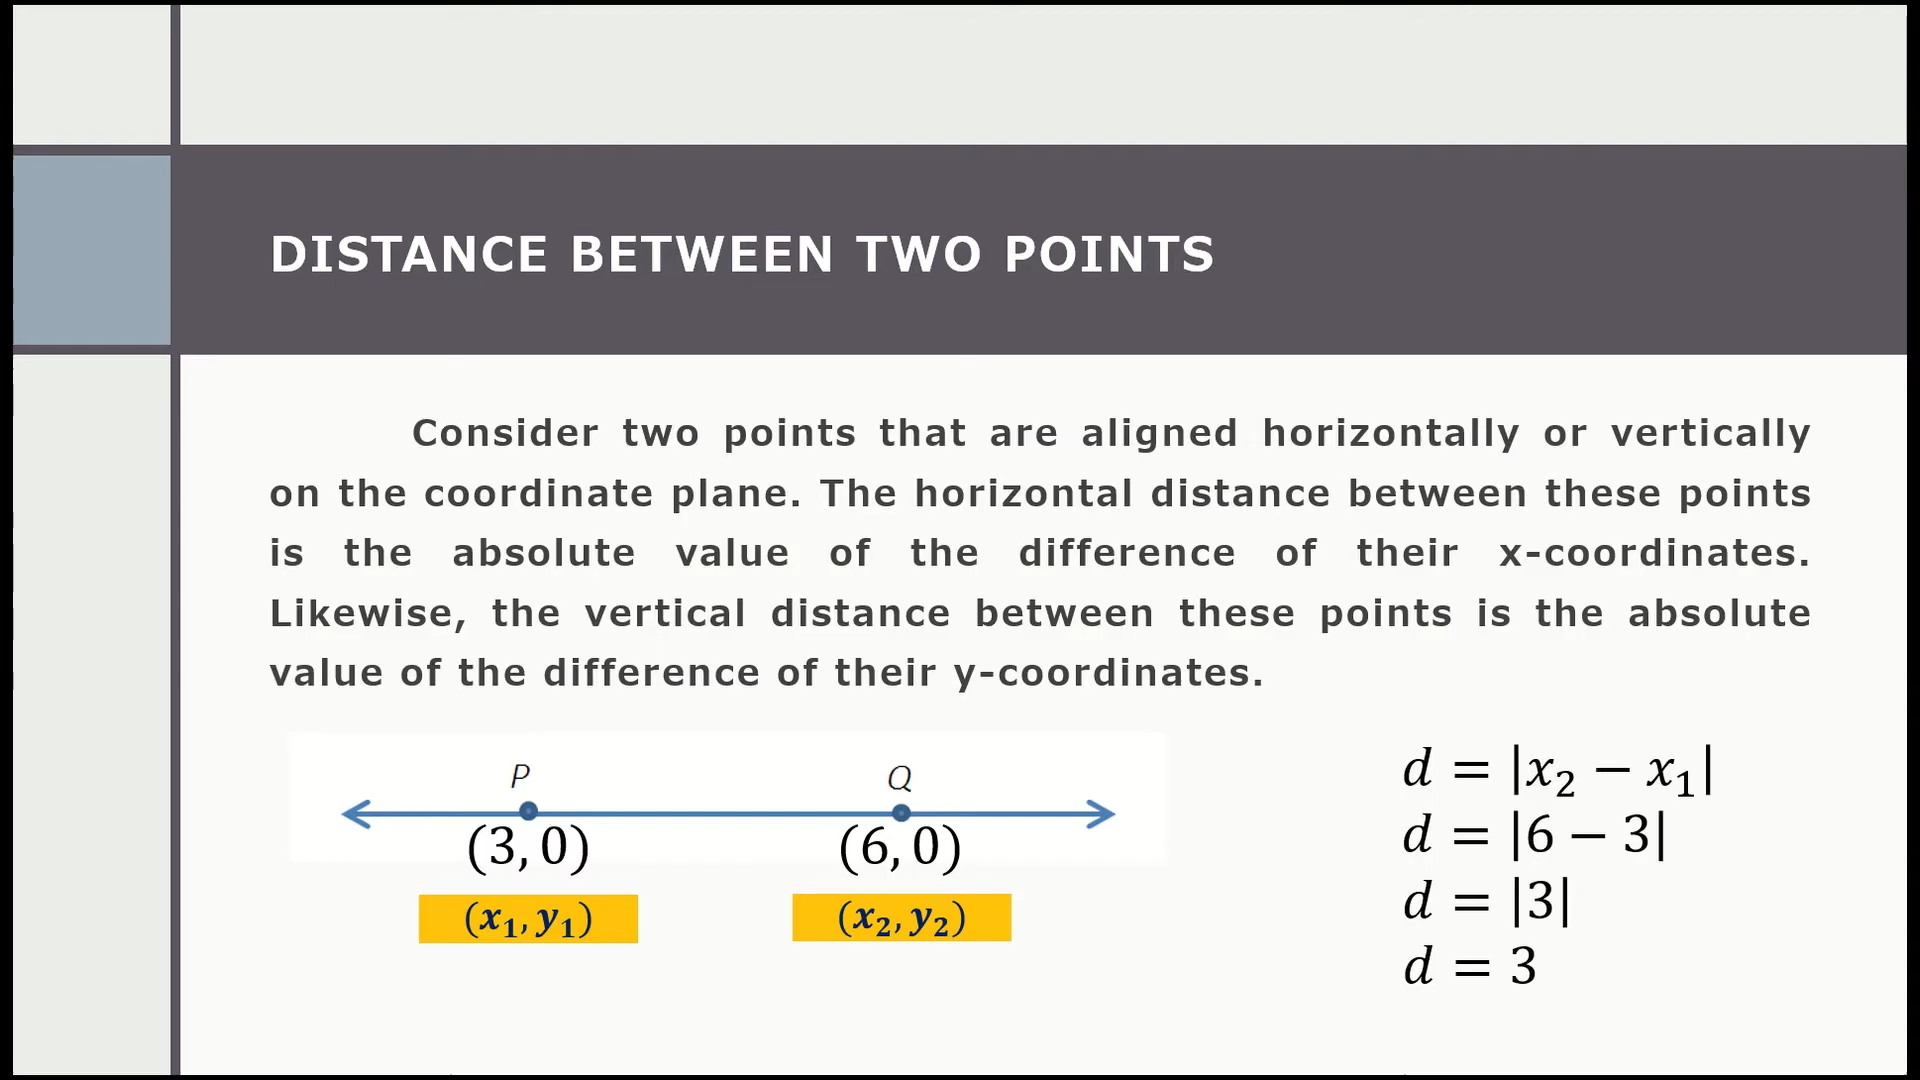 DISTANCE BETWEEN TWO POINTS
Consider two points that are aligned horizontally or vertically
on the coordinate plane. The horizontal distance between these points
is the absolute value of the difference of their x-coordinates.
Likewise, the vertical distance between these points is the absolute
value of the difference of their y-coordinates.
P Q
(3, 0) (6, 0)
(x₁, y₁) (x₂, y₂)
d = |x₂ − x₁|
d = |6 − 3|
d = |3|
d = 3